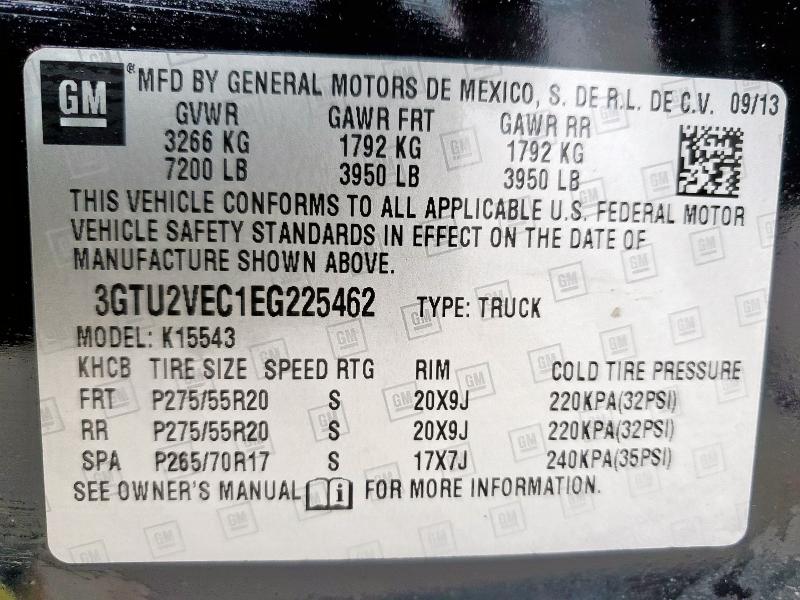 GM ® MFD BY GENERAL MOTORS DE MEXICO, S. DE R.L. DE C.V. 09/13
GVWR GAWR FRT GAWR RR
3266 KG 1792 KG 1792 KG
7200 LB 3950 LB 3950 LB
THIS VEHICLE CONFORMS TO ALL APPLICABLE U.S. FEDERAL MOTOR
VEHICLE SAFETY STANDARDS IN EFFECT ON THE DATE OF
MANUFACTURE SHOWN ABOVE.
3GTU2VEC1EG225462 TYPE: TRUCK
MODEL: K15543
KHCB TIRE SIZE SPEED RTG RIM COLD TIRE PRESSURE
FRT P275/55R20 S 20X9J 220KPA(32PSI)
RR P275/55R20 S 20X9J 220KPA(32PSI)
SPA P265/70R17 S 17X7J 240KPA(35PSI)
SEE OWNER'S MANUAL i FOR MORE INFORMATION.